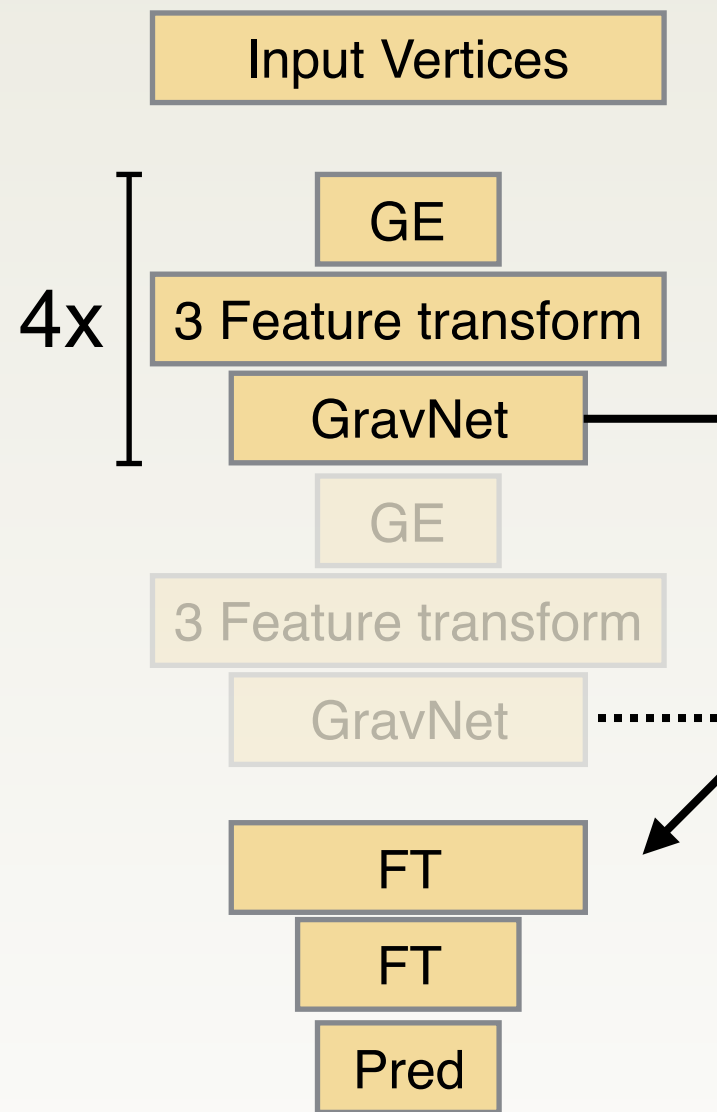 Input Vertices
GE
4x
3 Feature transform
GravNet
GE
3 Feature transform
GravNet
FT
FT
Pred